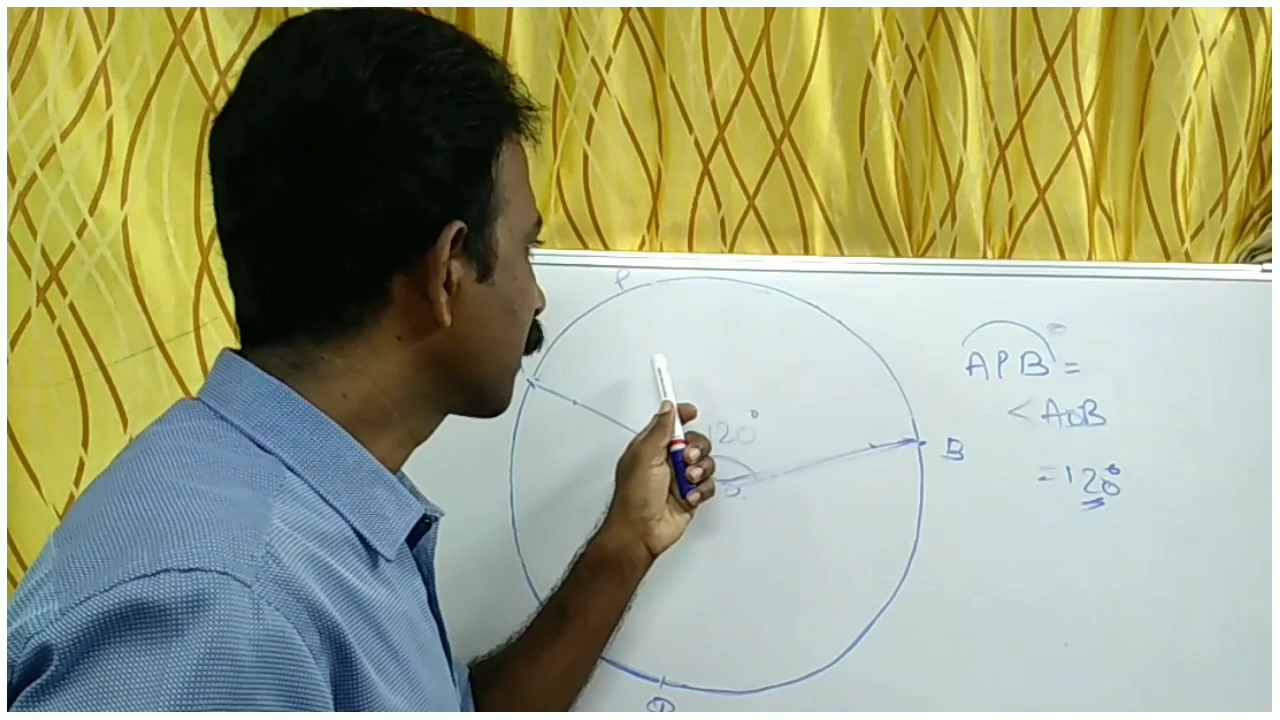 P
120°
B
O
Q
APB° =
< AOB
= 120°